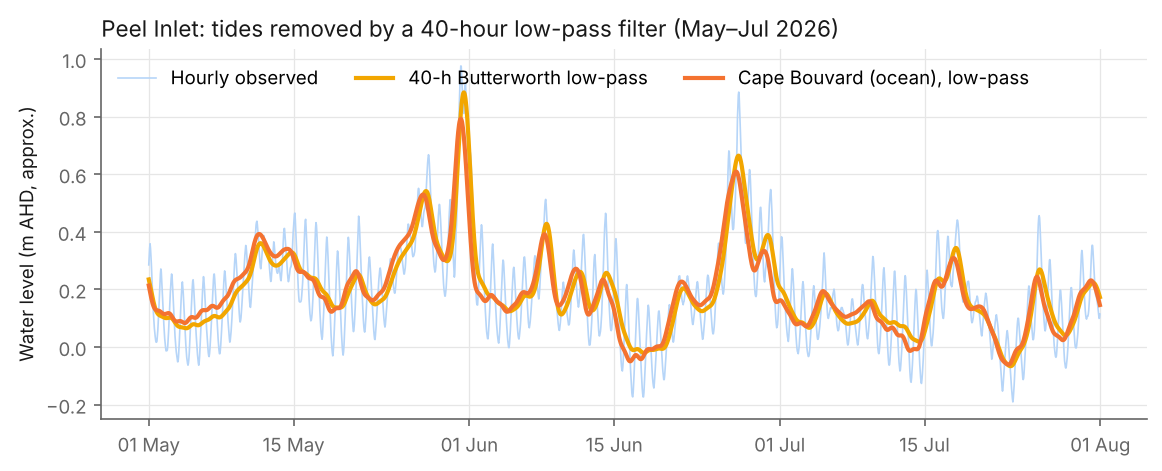 Peel Inlet: tides removed by a 40-hour low-pass filter (May–Jul 2026)
Hourly observed
40-h Butterworth low-pass
Cape Bouvard (ocean), low-pass
Water level (m AHD, approx.)
1.0
0.8
0.6
0.4
0.2
0.0
−0.2
01 May
15 May
01 Jun
15 Jun
01 Jul
15 Jul
01 Aug